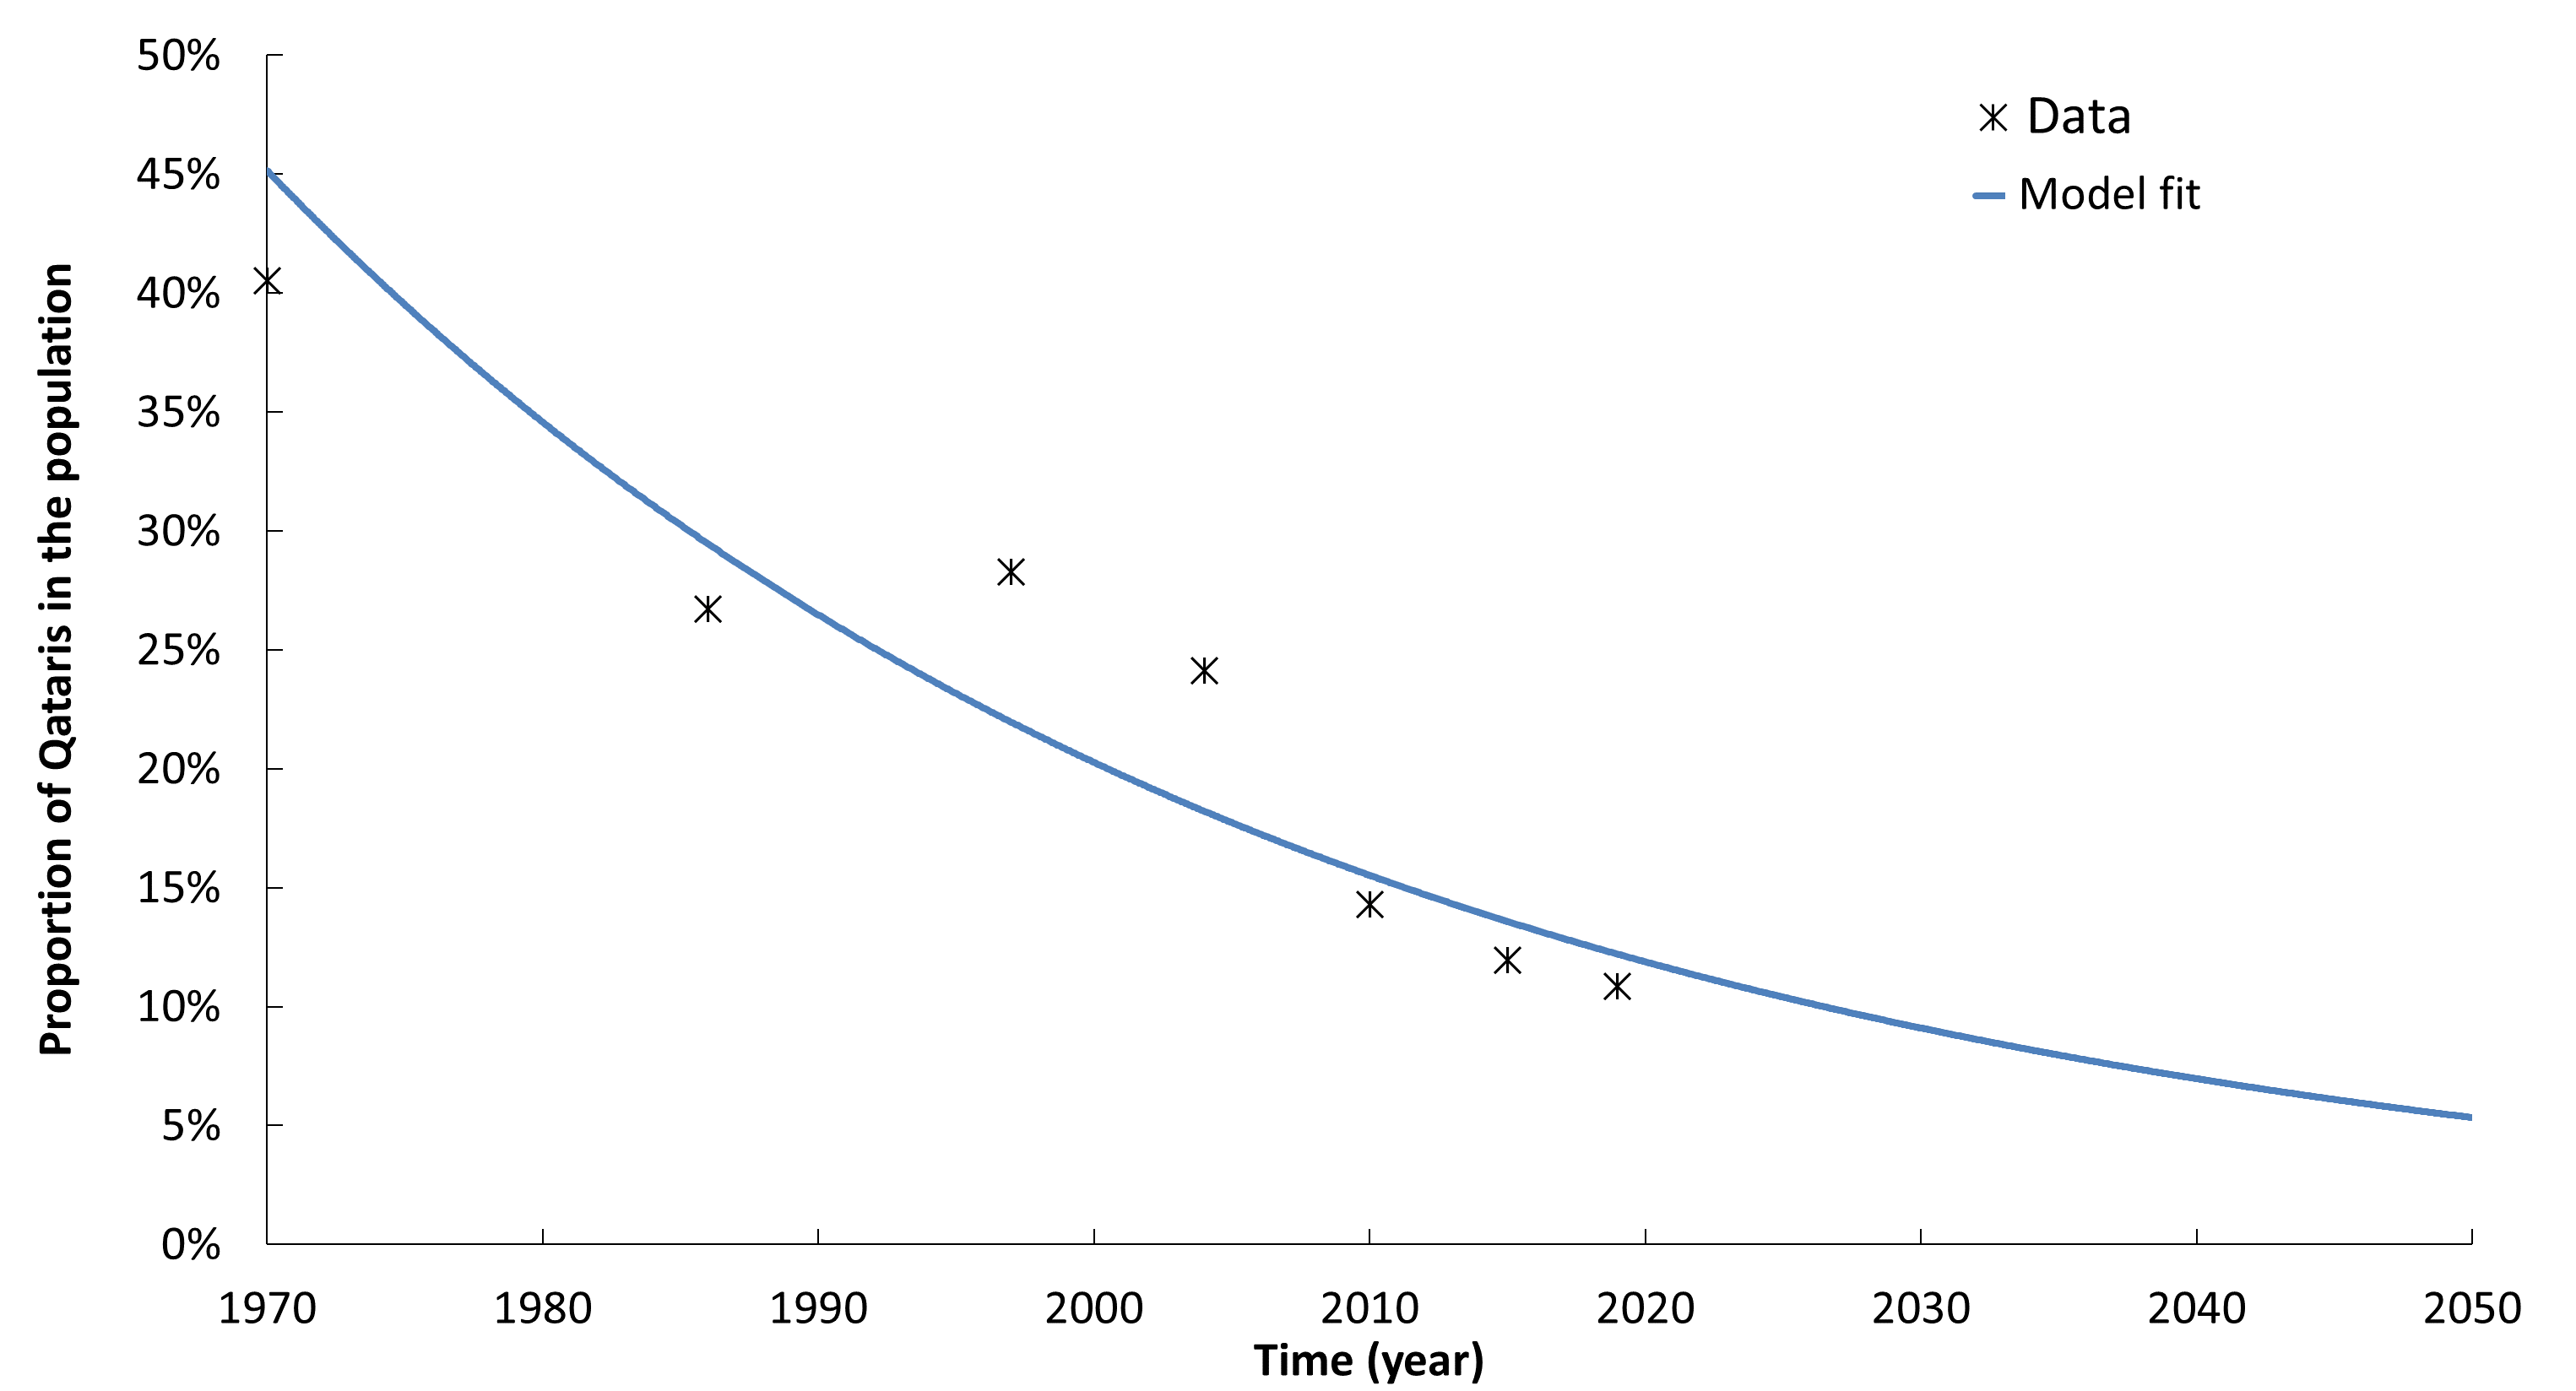 50%
45%
40%
35%
30%
25%
20%
15%
10%
5%
0%
Proportion of Qataris in the population
Data
Model fit
1970 1980 1990 2000 2010 2020 2030 2040 2050
Time (year)